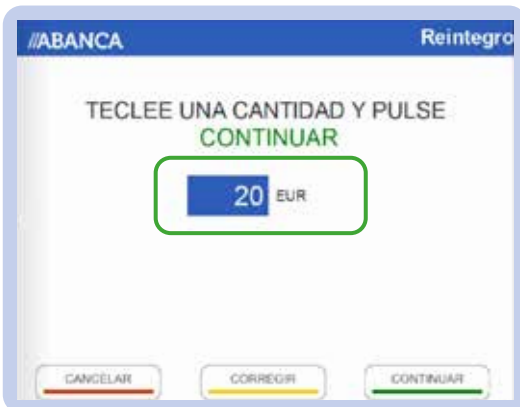 //ABANCA Reintegro
TECLEE UNA CANTIDAD Y PULSE
CONTINUAR
20 EUR
CANCELAR CORREGIR CONTINUAR